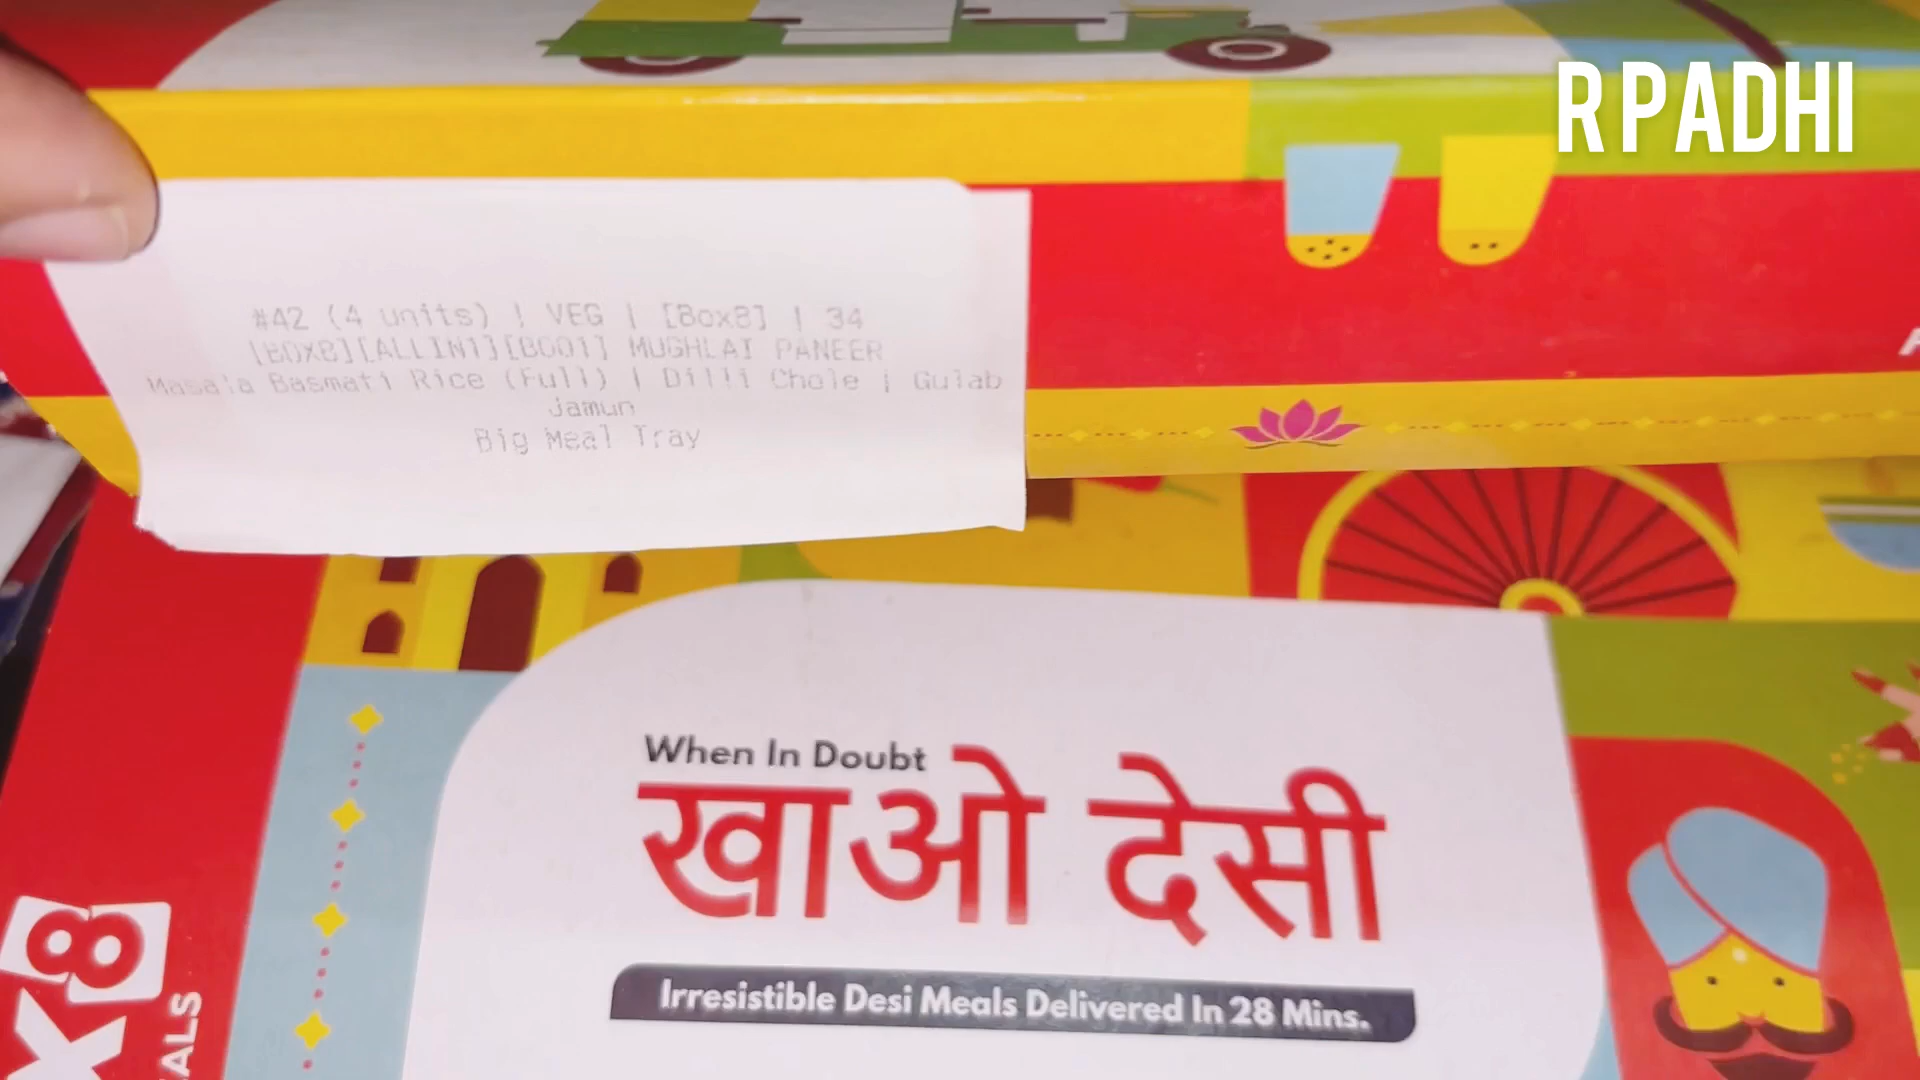 R PADHI
#42 (4 units) | VEG | [Box8] | 34
[BOX8][ALLIN1][BOO1] MUGHLAI PANEER
Masala Basmati Rice (Full) | Dilli Chole | Gulab
Jamun
Big Meal Tray
When In Doubt
खाओ देसी
Irresistible Desi Meals Delivered In 28 Mins.
X8
ALS